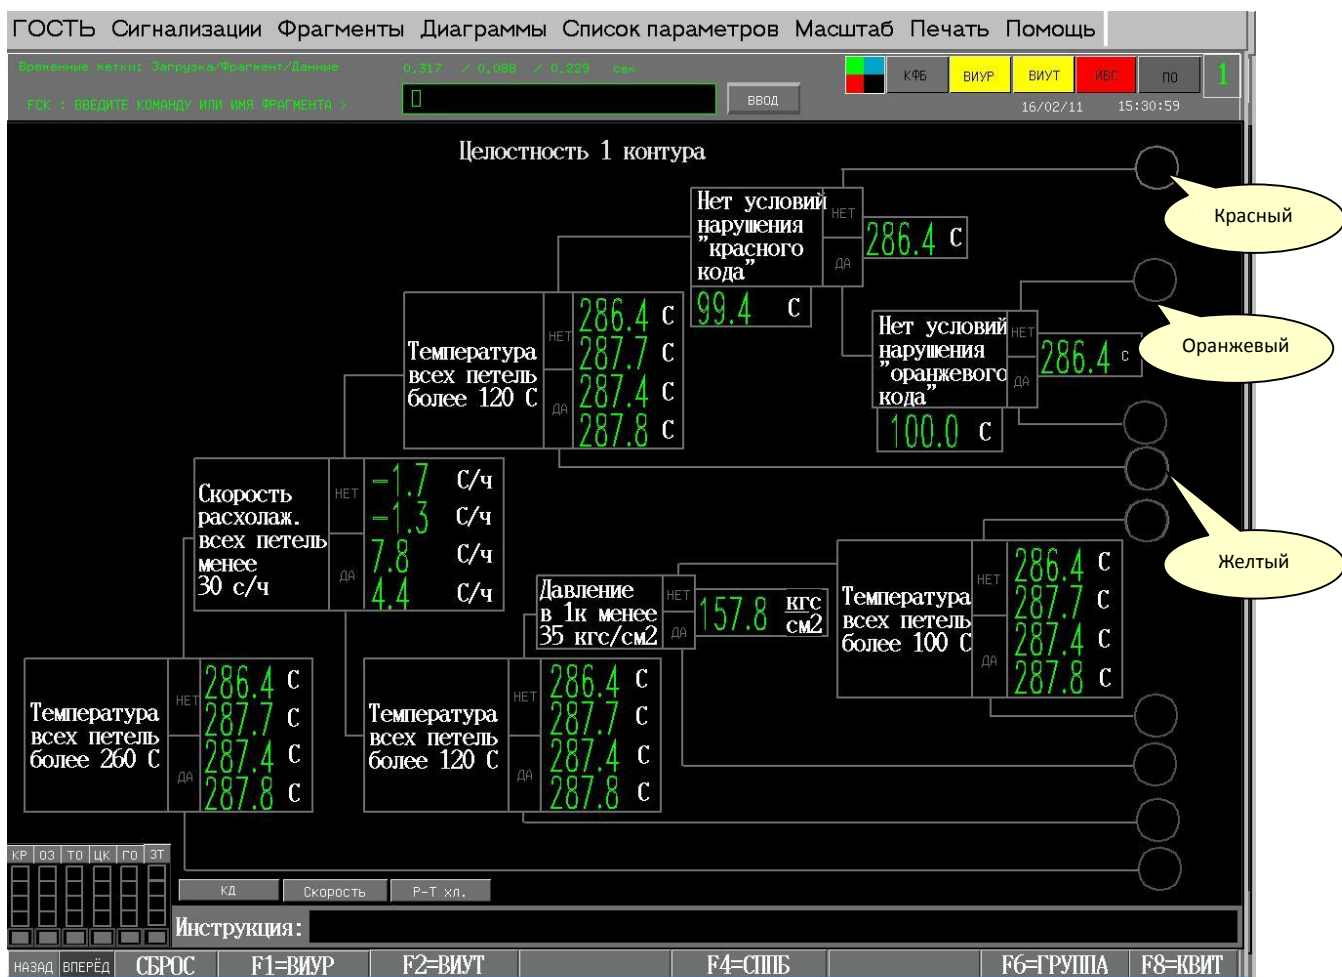 ГОСТЬ Сигнализации Фрагменты Диаграммы Список параметров Масштаб Печать Помощь
Временные метки: Загрузка/Фрагмент/Данные 0.317 / 0.088 / 0.229 сек
КФБ ВИУР ВИУТ ИВС ПО 1
FCK : ВВЕДИТЕ КОМАНДУ ИЛИ ИМЯ ФРАГМЕНТА >
ВВОД
16/02/11 15:30:59
Целостность 1 контура
Красный
Нет условий
нарушения
"красного
кода"
НЕТ
ДА
286.4 С
99.4 С
Оранжевый
Нет условий
нарушения
"оранжевого
кода"
НЕТ
ДА
286.4 с
100.0 С
Температура
всех петель
более 120 С
НЕТ
ДА
286.4 С
287.7 С
287.4 С
287.8 С
Желтый
Скорость
расхолаж.
всех петель
менее
30 с/ч
НЕТ
ДА
-1.7 С/ч
-1.3 С/ч
7.8 С/ч
4.4 С/ч
Давление
в 1к менее
35 кгс/см2
НЕТ
ДА
157.8 кгс
см2
Температура
всех петель
более 100 С
НЕТ
ДА
286.4 С
287.7 С
287.4 С
287.8 С
Температура
всех петель
более 260 С
НЕТ
ДА
286.4 С
287.7 С
287.4 С
287.8 С
Температура
всех петель
более 120 С
НЕТ
ДА
286.4 С
287.7 С
287.4 С
287.8 С
КР ОЗ ТО ЦК ГО ЗТ
КД Скорость Р-Т хл.
Инструкция:
НАЗАД ВПЕРЁД СБРОС F1=ВИУР F2=ВИУТ F4=СППБ F6=ГРУППА F8=КВИТ